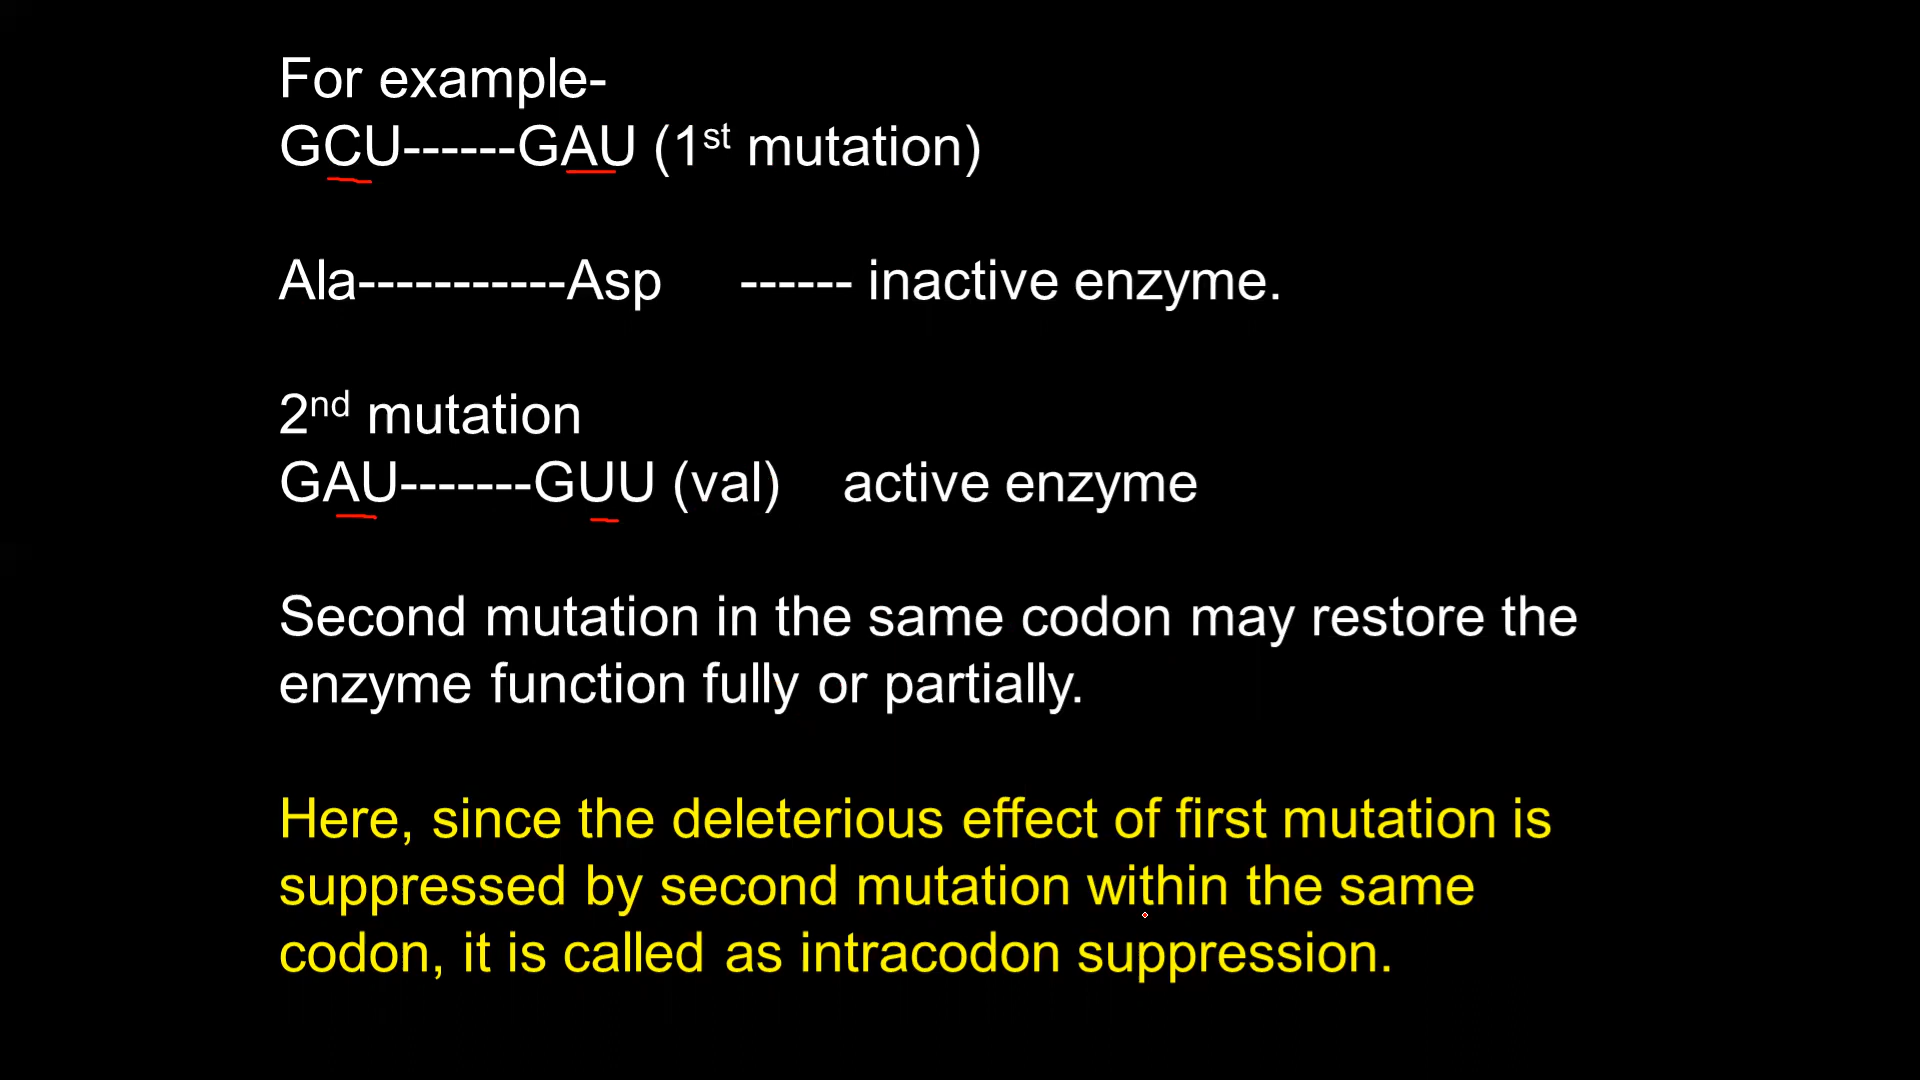 For example-
GCU------GAU (1st mutation)
Ala-----------Asp ------ inactive enzyme.
2nd mutation
GAU-------GUU (val) active enzyme
Second mutation in the same codon may restore the
enzyme function fully or partially.
Here, since the deleterious effect of first mutation is
suppressed by second mutation within the same
codon, it is called as intracodon suppression.